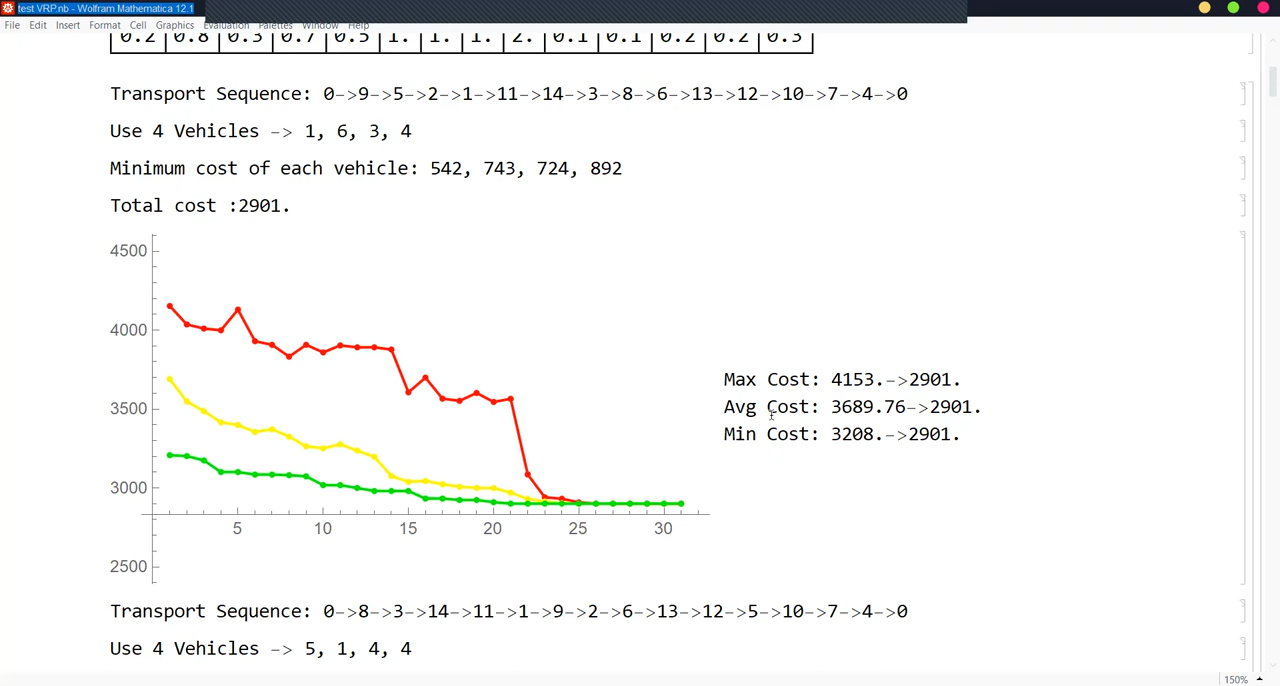 test VRP.nb - Wolfram Mathematica 12.1
File Edit Insert Format Cell Graphics Evaluation Palettes Window Help
0.2 0.8 0.3 0.7 0.5 1. 1. 1. 2. 0.1 0.1 0.2 0.2 0.3
Transport Sequence: 0->9->5->2->1->11->14->3->8->6->13->12->10->7->4->0
Use 4 Vehicles -> 1, 6, 3, 4
Minimum cost of each vehicle: 542, 743, 724, 892
Total cost :2901.
4500
4000
3500
3000
2500
5 10 15 20 25 30
Max Cost: 4153.->2901.
Avg Cost: 3689.76->2901.
Min Cost: 3208.->2901.
Transport Sequence: 0->8->3->14->11->1->9->2->6->13->12->5->10->7->4->0
Use 4 Vehicles -> 5, 1, 4, 4
150%